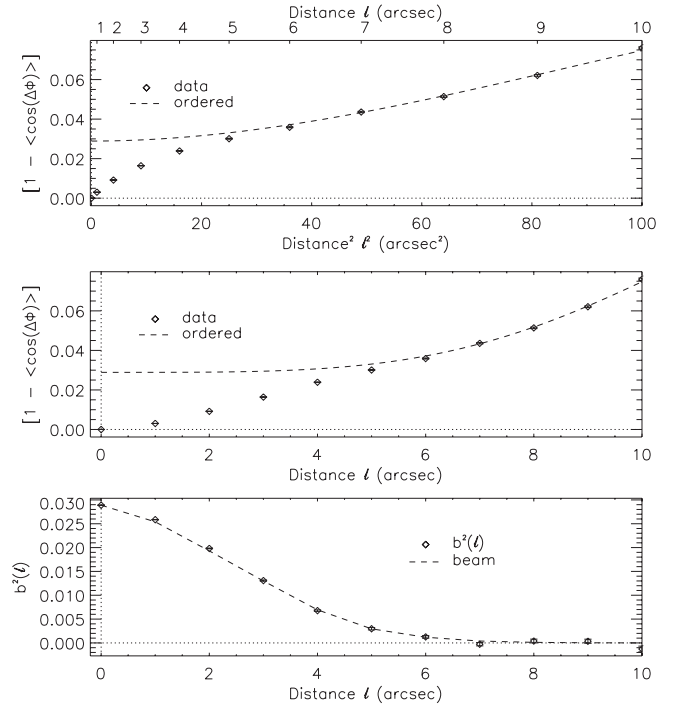 Distance ℓ (arcsec)
1 2 3 4 5 6 7 8 9 10
[1 − <cos(ΔΦ)>]
0.06
0.04
0.02
0.00
data
ordered
0 20 40 60 80 100
Distance² ℓ² (arcsec²)
[1 − <cos(ΔΦ)>]
0.06
0.04
0.02
0.00
data
ordered
0 2 4 6 8 10
Distance ℓ (arcsec)
b²(ℓ)
0.030
0.025
0.020
0.015
0.010
0.005
0.000
b²(ℓ)
beam
0 2 4 6 8 10
Distance ℓ (arcsec)